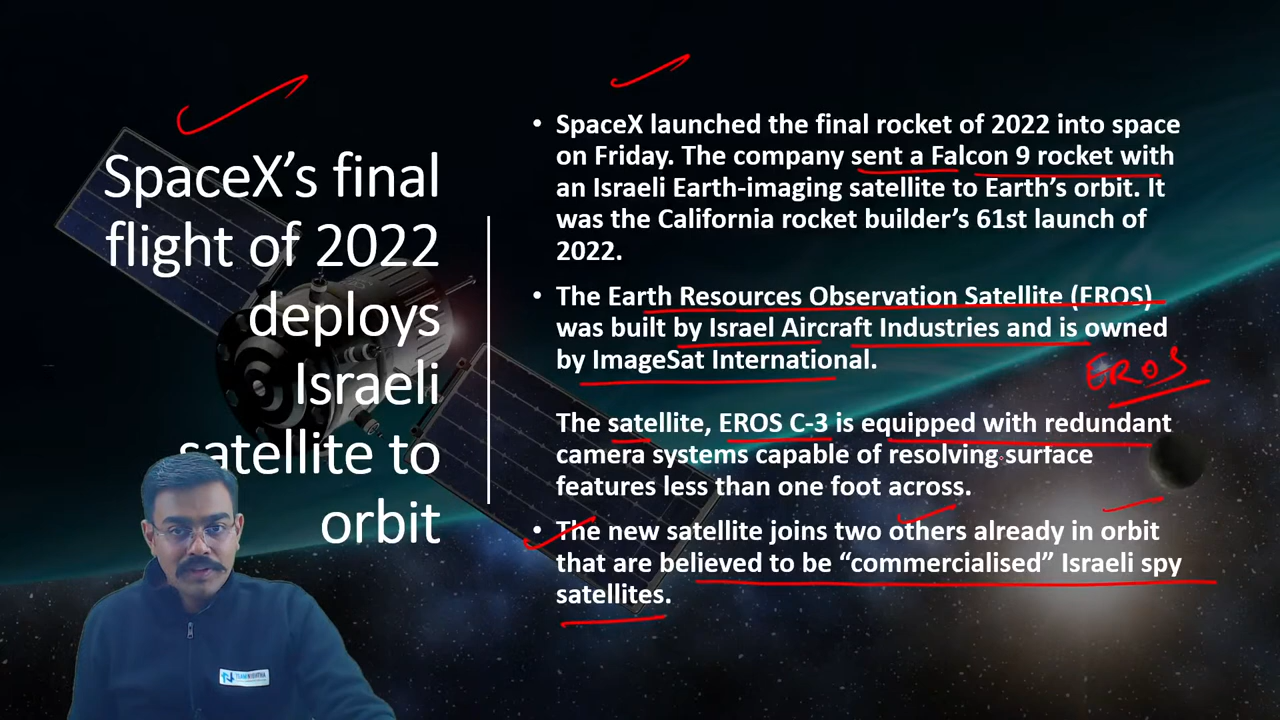 SpaceX’s final
flight of 2022
deploys
Israeli
satellite to
orbit
• SpaceX launched the final rocket of 2022 into space
on Friday. The company sent a Falcon 9 rocket with
an Israeli Earth-imaging satellite to Earth’s orbit. It
was the California rocket builder’s 61st launch of
2022.
• The Earth Resources Observation Satellite (EROS)
was built by Israel Aircraft Industries and is owned
by ImageSat International.
EROS
The satellite, EROS C-3 is equipped with redundant
camera systems capable of resolving surface
features less than one foot across.
• The new satellite joins two others already in orbit
that are believed to be “commercialised” Israeli spy
satellites.